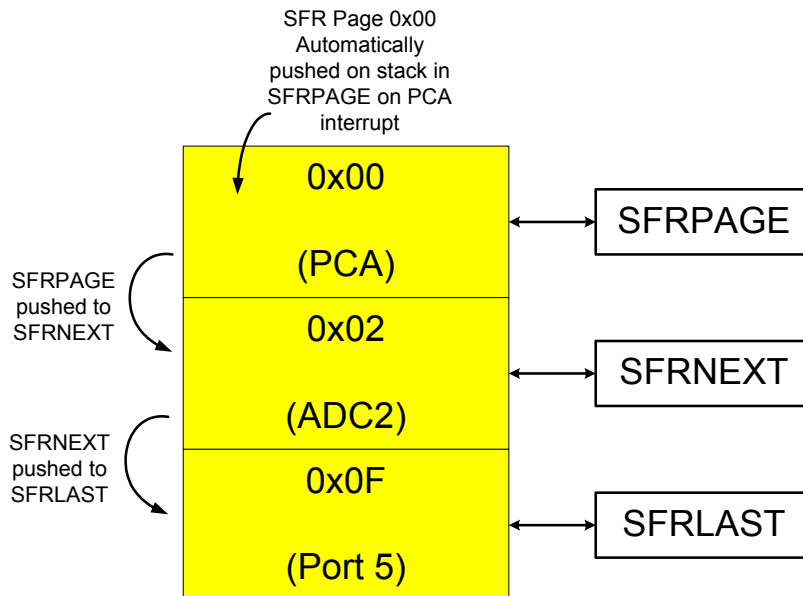 SFR Page 0x00
Automatically
pushed on stack in
SFRPAGE on PCA
interrupt
0x00
(PCA)
SFRPAGE
SFRPAGE
pushed to
SFRNEXT
0x02
(ADC2)
SFRNEXT
SFRNEXT
pushed to
SFRLAST
0x0F
(Port 5)
SFRLAST